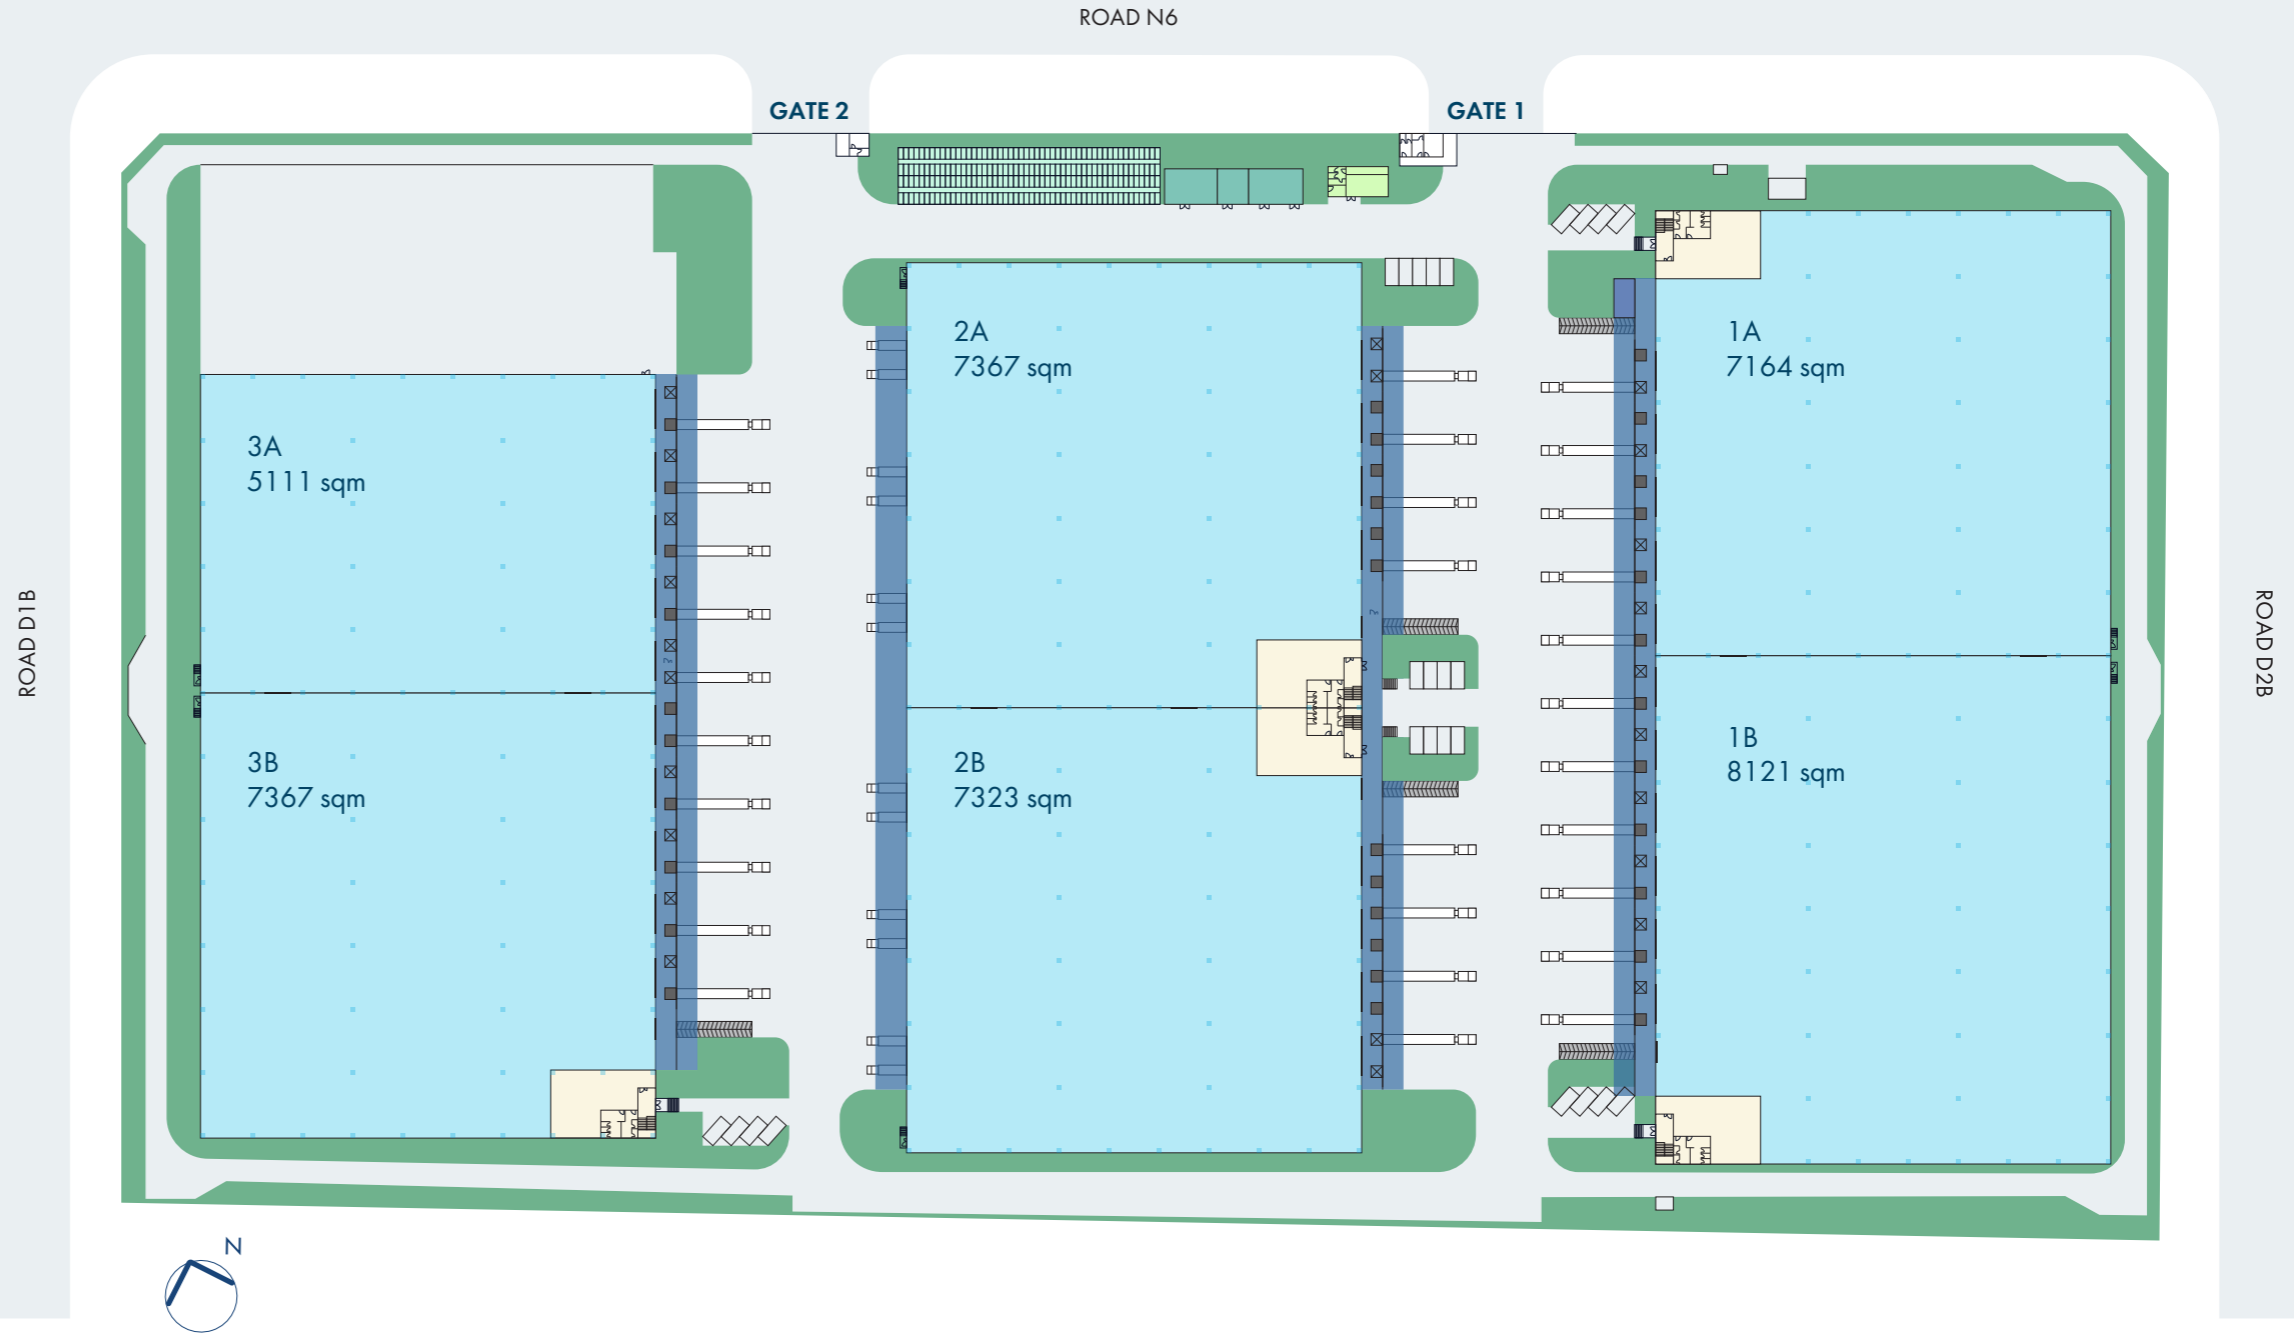 ROAD N6
GATE 2
GATE 1
2A
7367 sqm
1A
7164 sqm
3A
5111 sqm
ROAD D1B
ROAD D2B
3B
7367 sqm
2B
7323 sqm
1B
8121 sqm
N